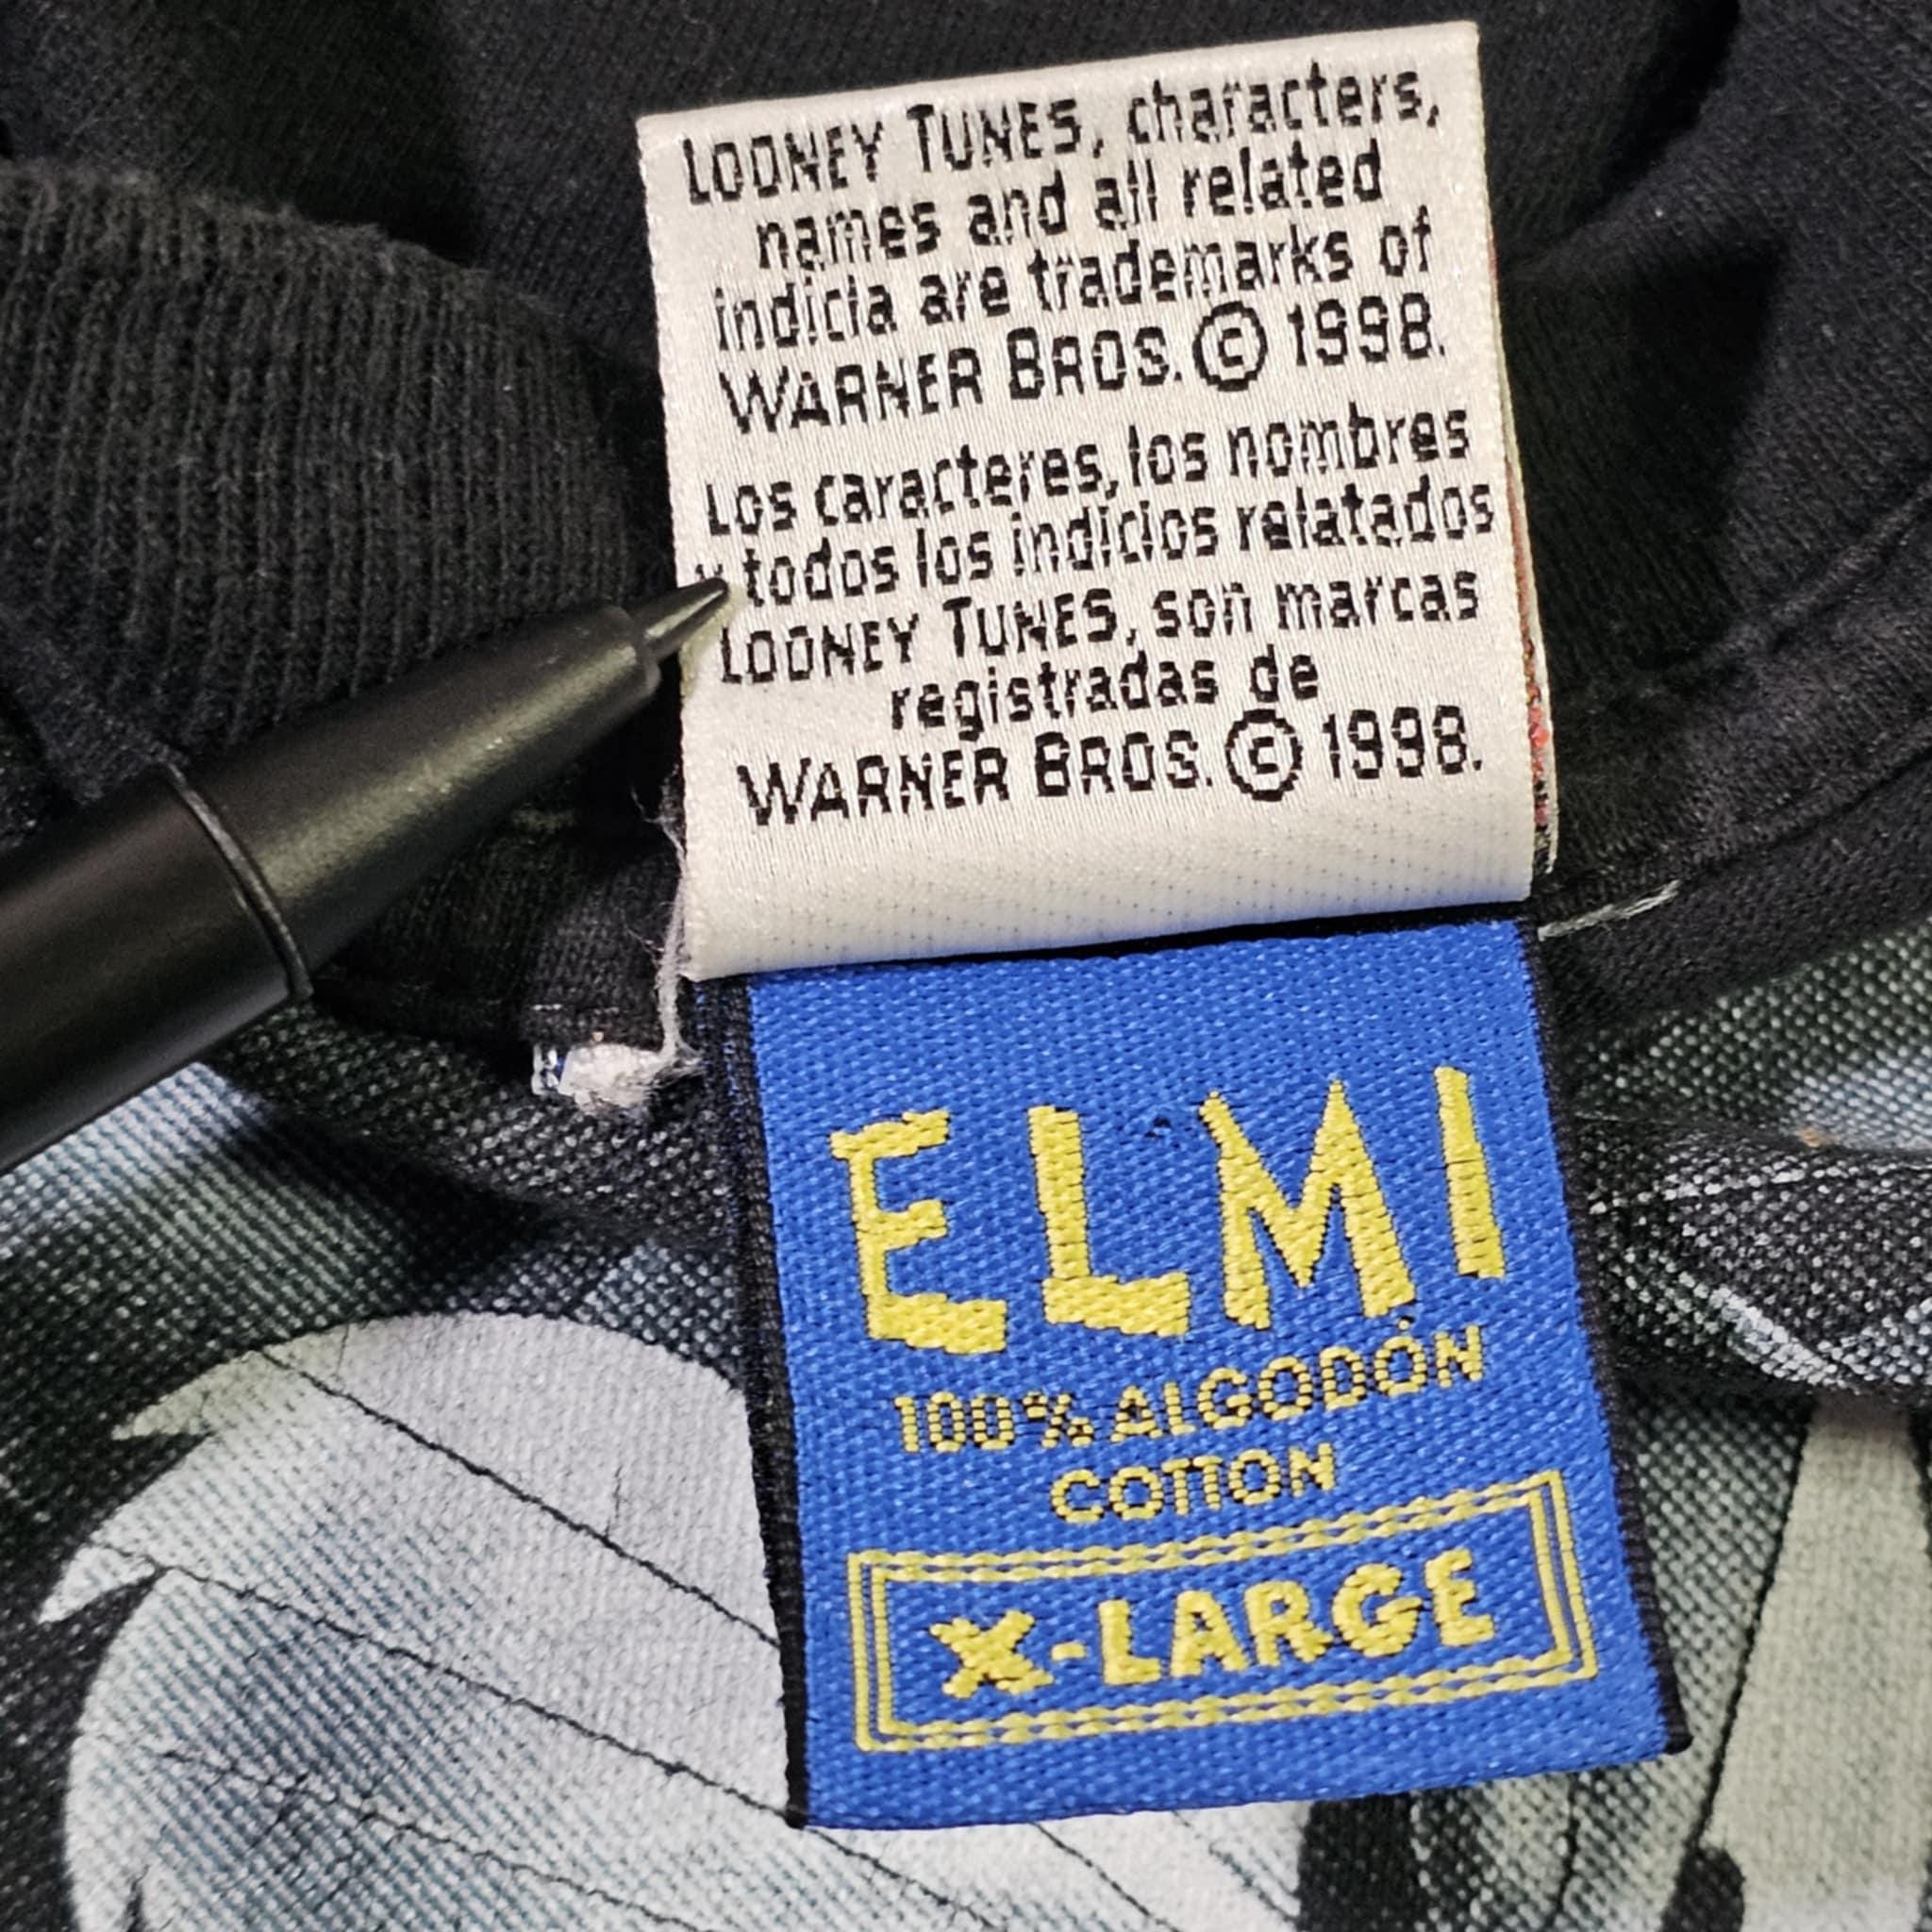 LOONEY TUNES, characters,
names and all related
indicia are trademarks of
WARNER BROS. © 1998.
Los caracteres, los nombres
y todos los indicios relatados
LOONEY TUNES, son marcas
registradas de
WARNER BROS. © 1998.
ELMI
100% ALGODÓN
COTTON
X-LARGE